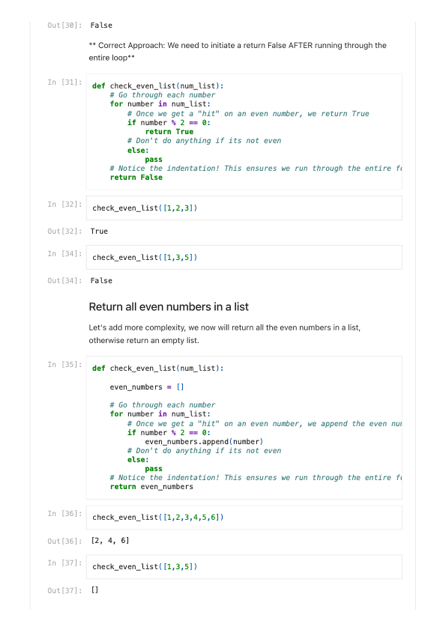 Out[30]: False
** Correct Approach: We need to initiate a return False AFTER running through the
entire loop**
In [31]: def check_even_list(num_list):
    # Go through each number
    for number in num_list:
        # Once we get a "hit" on an even number, we return True
        if number % 2 == 0:
            return True
        # Don't do anything if its not even
        else:
            pass
    # Notice the indentation! This ensures we run through the entire fo
    return False
In [32]: check_even_list([1,2,3])
Out[32]: True
In [34]: check_even_list([1,3,5])
Out[34]: False
Return all even numbers in a list
Let's add more complexity, we now will return all the even numbers in a list,
otherwise return an empty list.
In [35]: def check_even_list(num_list):
    even_numbers = []
    # Go through each number
    for number in num_list:
        # Once we get a "hit" on an even number, we append the even num
        if number % 2 == 0:
            even_numbers.append(number)
        # Don't do anything if its not even
        else:
            pass
    # Notice the indentation! This ensures we run through the entire fo
    return even_numbers
In [36]: check_even_list([1,2,3,4,5,6])
Out[36]: [2, 4, 6]
In [37]: check_even_list([1,3,5])
Out[37]: []